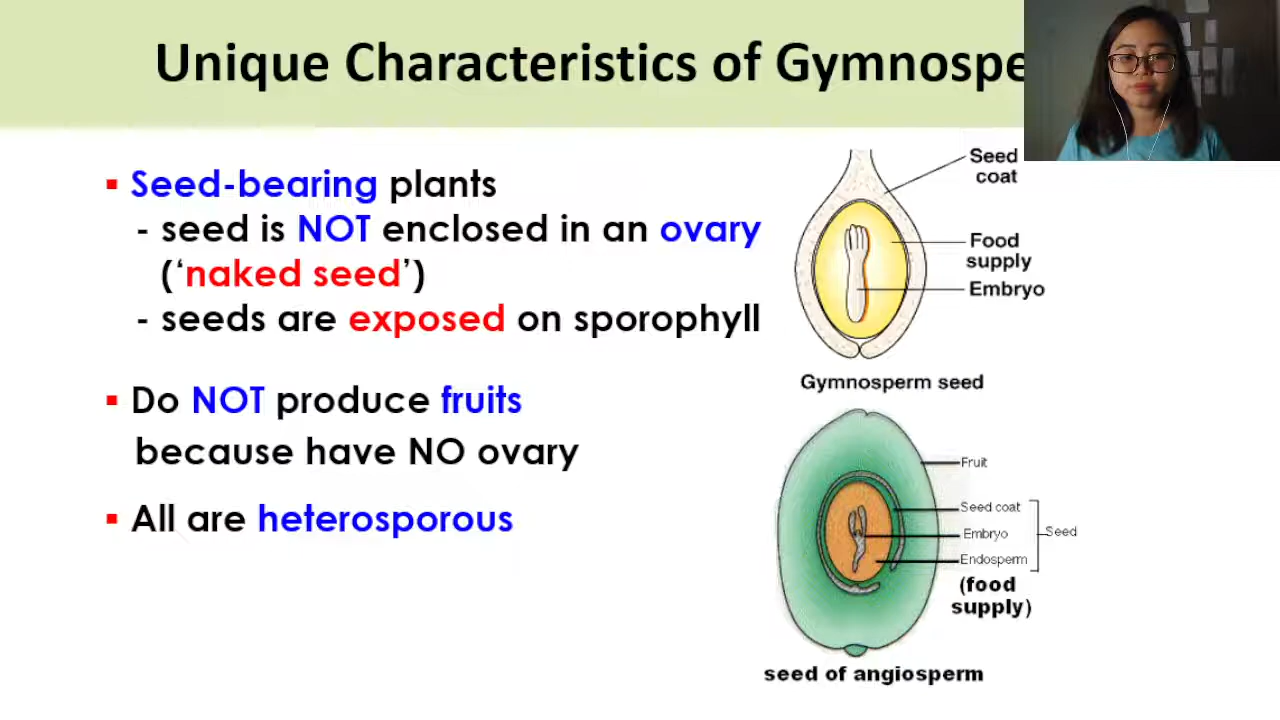 Unique Characteristics of Gymnospe
▪ Seed-bearing plants
- seed is NOT enclosed in an ovary
(‘naked seed’)
- seeds are exposed on sporophyll
▪ Do NOT produce fruits
because have NO ovary
▪ All are heterosporous
Seed
coat
Food
supply
Embryo
Gymnosperm seed
Fruit
Seed coat
Embryo
Seed
Endosperm
(food
supply)
seed of angiosperm